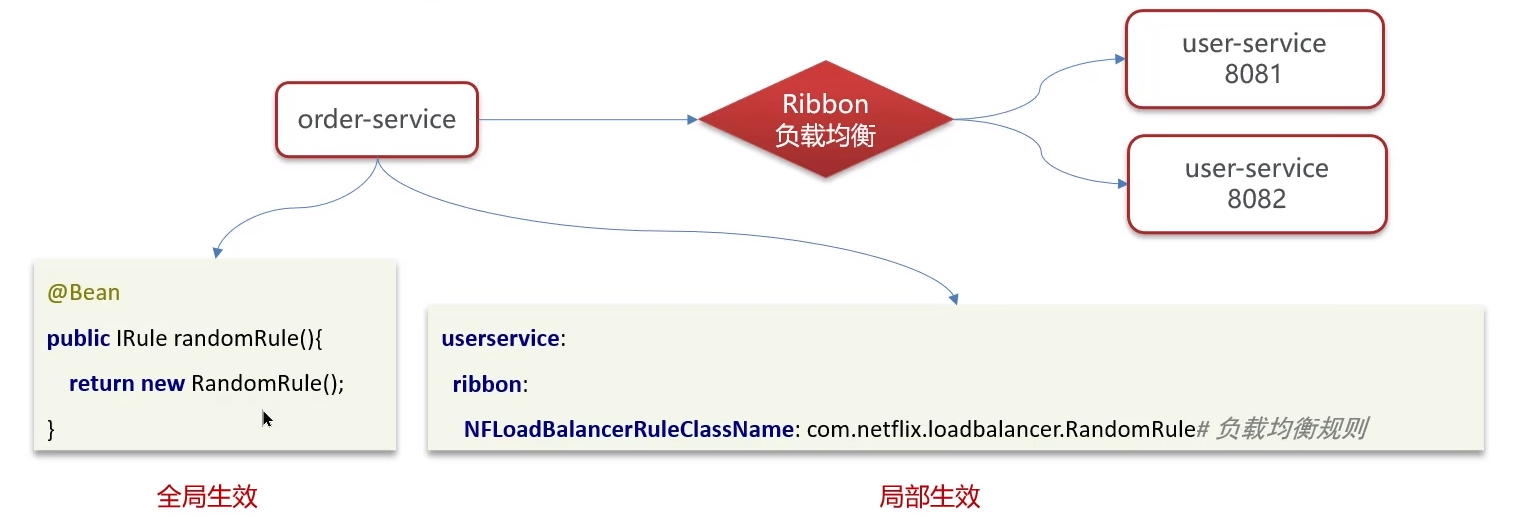 order-service
Ribbon
负载均衡
user-service
8081
user-service
8082
@Bean
public IRule randomRule(){
return new RandomRule();
}
全局生效
userservice:
ribbon:
NFLoadBalancerRuleClassName: com.netflix.loadbalancer.RandomRule# 负载均衡规则
局部生效